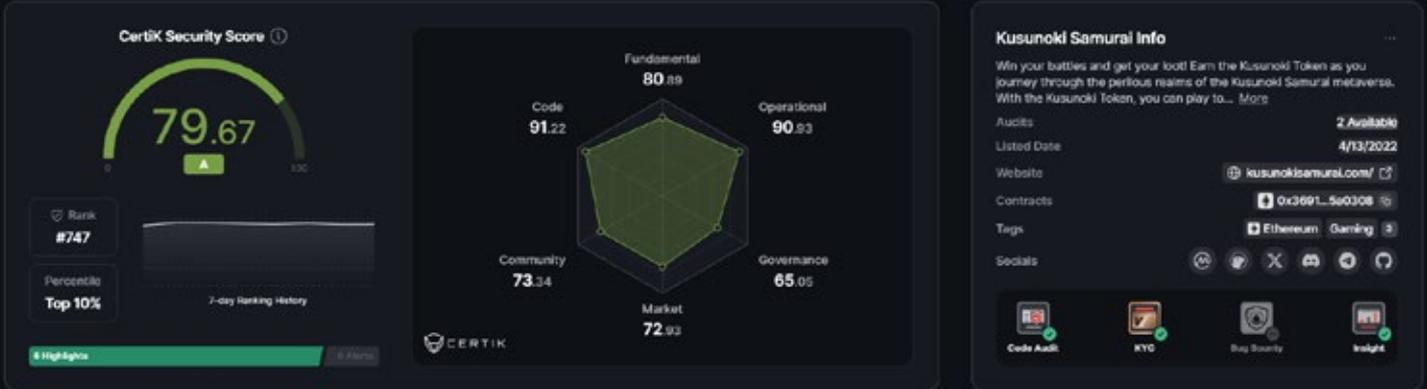 CertiK Security Score
79.67
A
0
100
Rank
#747
Percentile
Top 10%
7-day Ranking History
6 Highlights
Fundamental
80.89
Code
91.22
Operational
90.93
Community
73.34
Governance
65.05
Market
72.93
CERTIK
Kusunoki Samurai Info
Win your battles and get your loot! Earn the Kusunoki Token as you
journey through the perilous realms of the Kusunoki Samurai metaverse.
With the Kusunoki Token, you can play to... More
Audits 2 Available
Listed Date 4/13/2022
Website kusunokisamurai.com/
Contracts 0x3691...5a0308
Tags Ethereum Gaming 3
Socials
Code Audit KYC Bug Bounty Insight